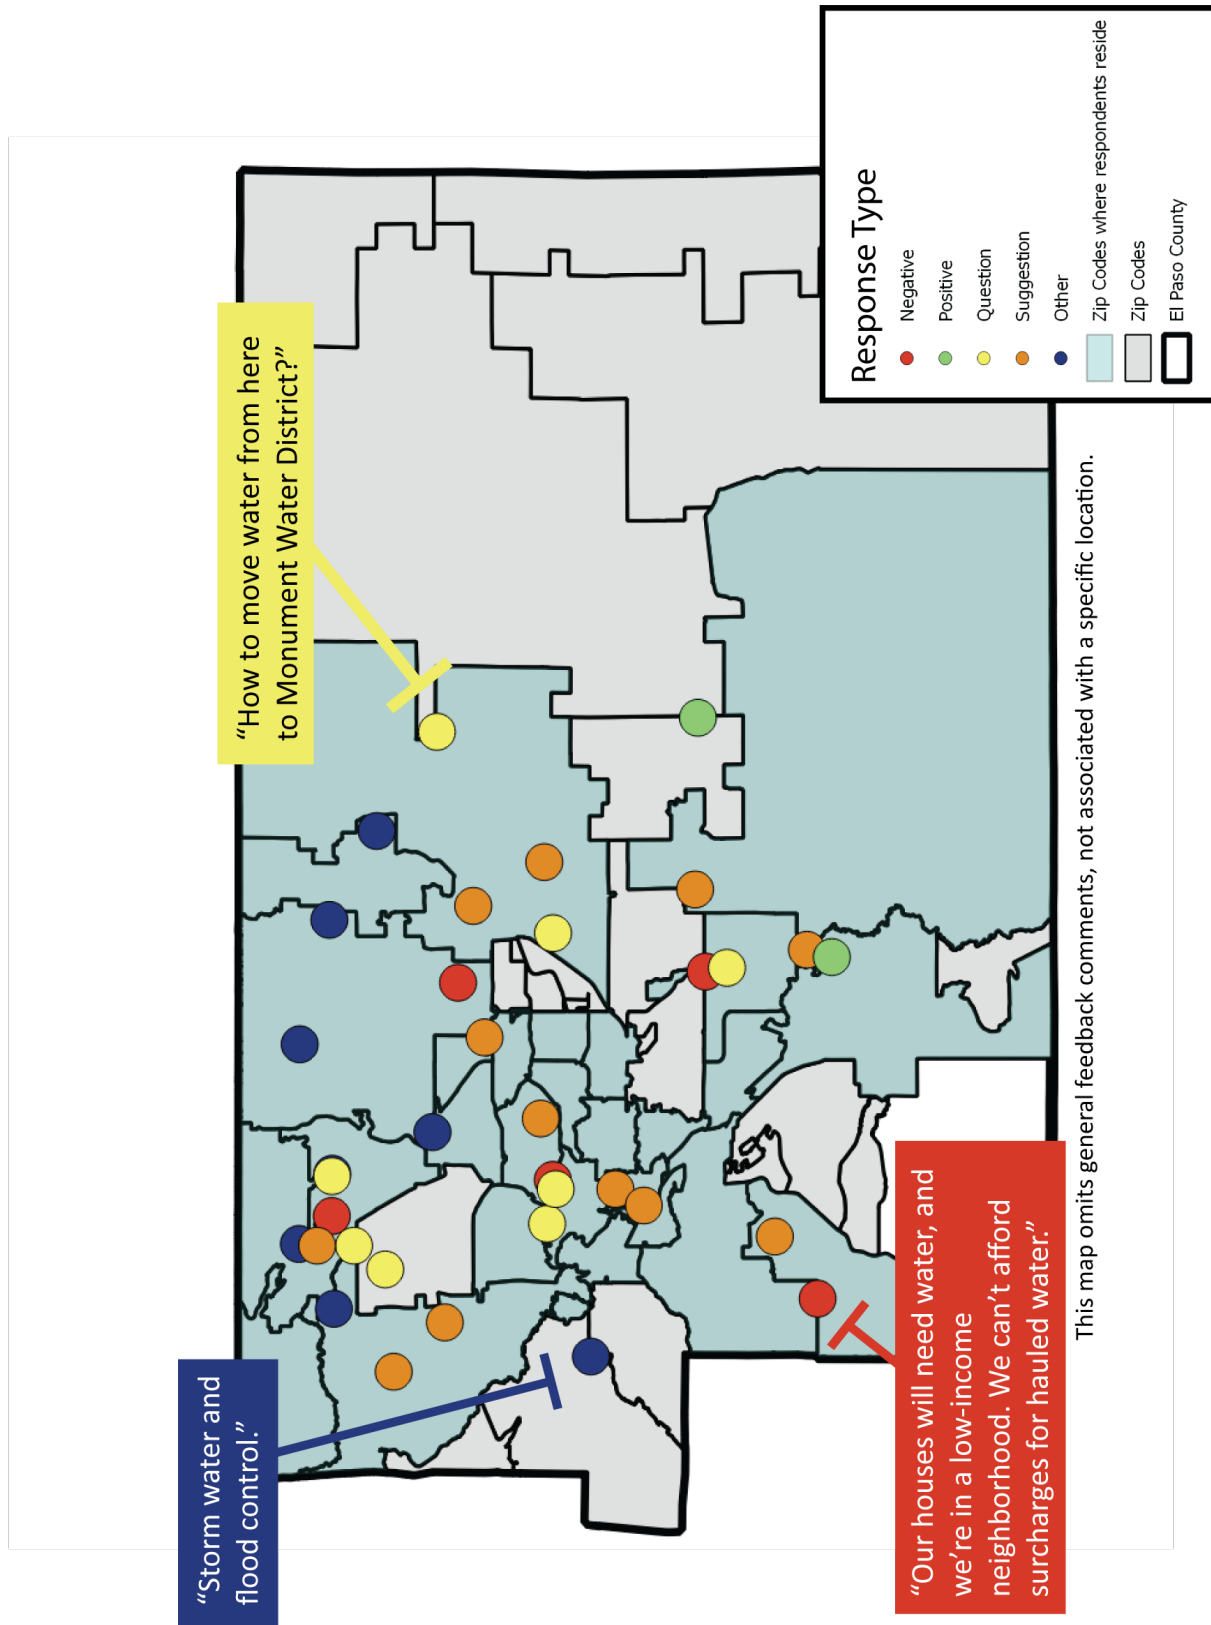 “How to move water from here
to Monument Water District?”
“Storm water and
flood control.”
“Our houses will need water, and
we’re in a low-income
neighborhood. We can’t afford
surcharges for hauled water.”
Response Type
Negative
Positive
Question
Suggestion
Other
Zip Codes where respondents reside
Zip Codes
El Paso County
This map omits general feedback comments, not associated with a specific location.